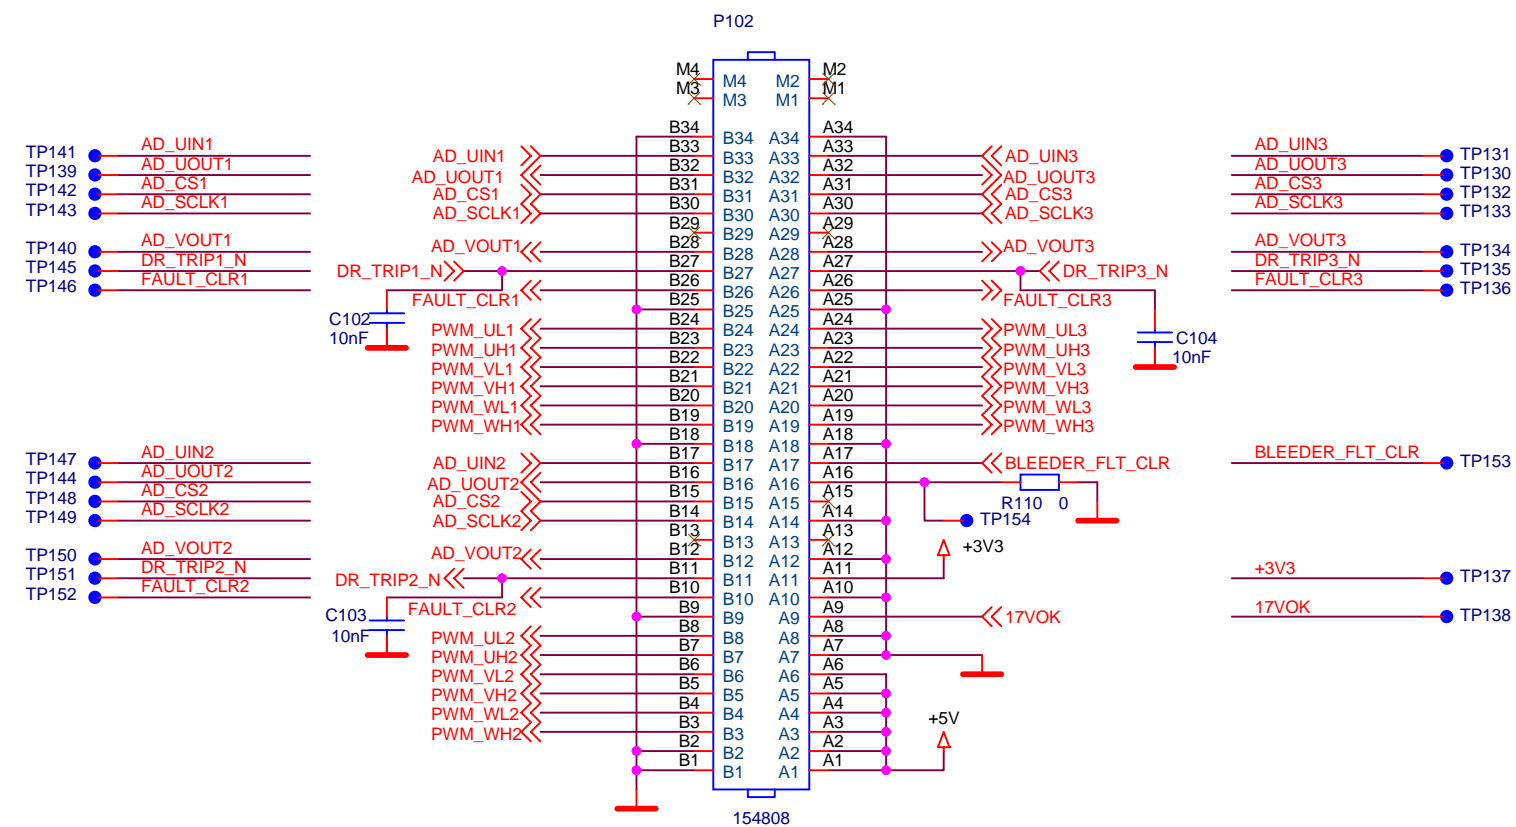 P102
M4 M4 M2 M2
M3 M3 M1 M1
B34 B34 A34 A34
TP141 AD_UIN1 AD_UIN1 B33 B33 A33 A33 AD_UIN3 AD_UIN3 TP131
TP139 AD_UOUT1 AD_UOUT1 B32 B32 A32 A32 AD_UOUT3 AD_UOUT3 TP130
TP142 AD_CS1 AD_CS1 B31 B31 A31 A31 AD_CS3 AD_CS3 TP132
TP143 AD_SCLK1 AD_SCLK1 B30 B30 A30 A30 AD_SCLK3 AD_SCLK3 TP133
B29 B29 A29 A29
TP140 AD_VOUT1 AD_VOUT1 B28 B28 A28 A28 AD_VOUT3 AD_VOUT3 TP134
TP145 DR_TRIP1_N DR_TRIP1_N B27 B27 A27 A27 DR_TRIP3_N DR_TRIP3_N TP135
TP146 FAULT_CLR1 FAULT_CLR1 B26 B26 A26 A26 FAULT_CLR3 FAULT_CLR3 TP136
B25 B25 A25 A25
C102 PWM_UL1 B24 B24 A24 A24 PWM_UL3 C104
10nF PWM_UH1 B23 B23 A23 A23 PWM_UH3 10nF
PWM_VL1 B22 B22 A22 A22 PWM_VL3
PWM_VH1 B21 B21 A21 A21 PWM_VH3
PWM_WL1 B20 B20 A20 A20 PWM_WL3
PWM_WH1 B19 B19 A19 A19 PWM_WH3
B18 B18 A18 A18
TP147 AD_UIN2 AD_UIN2 B17 B17 A17 A17 BLEEDER_FLT_CLR BLEEDER_FLT_CLR TP153
TP144 AD_UOUT2 AD_UOUT2 B16 B16 A16 A16
TP148 AD_CS2 AD_CS2 B15 B15 A15 A15 R110 0
TP149 AD_SCLK2 AD_SCLK2 B14 B14 A14 A14 TP154
B13 B13 A13 A13
TP150 AD_VOUT2 AD_VOUT2 B12 B12 A12 A12 +3V3
TP151 DR_TRIP2_N DR_TRIP2_N B11 B11 A11 A11 +3V3 TP137
TP152 FAULT_CLR2 FAULT_CLR2 B10 B10 A10 A10
C103 B9 B9 A9 A9 17VOK 17VOK TP138
10nF PWM_UL2 B8 B8 A8 A8
PWM_UH2 B7 B7 A7 A7
PWM_VL2 B6 B6 A6 A6
PWM_VH2 B5 B5 A5 A5
PWM_WL2 B4 B4 A4 A4 +5V
PWM_WH2 B3 B3 A3 A3
B2 B2 A2 A2
B1 B1 A1 A1
154808